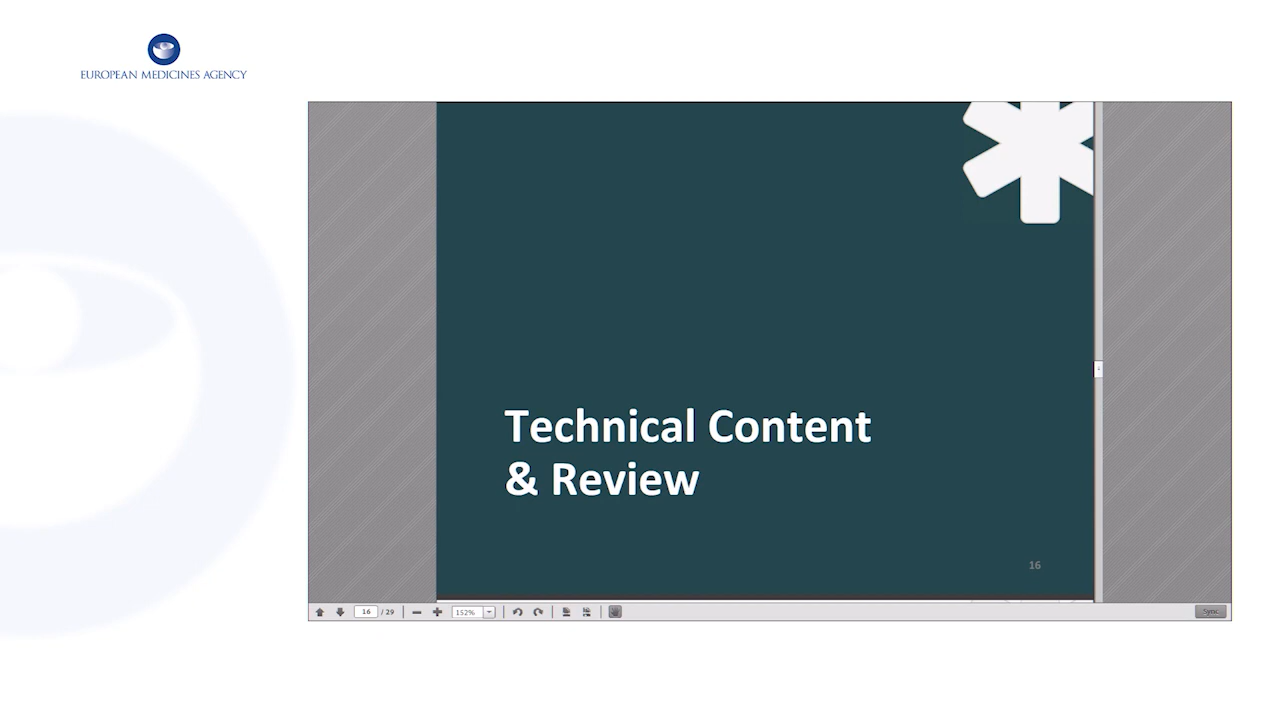 EUROPEAN MEDICINES AGENCY
Technical Content
& Review
16
16 / 29
152%
Sync